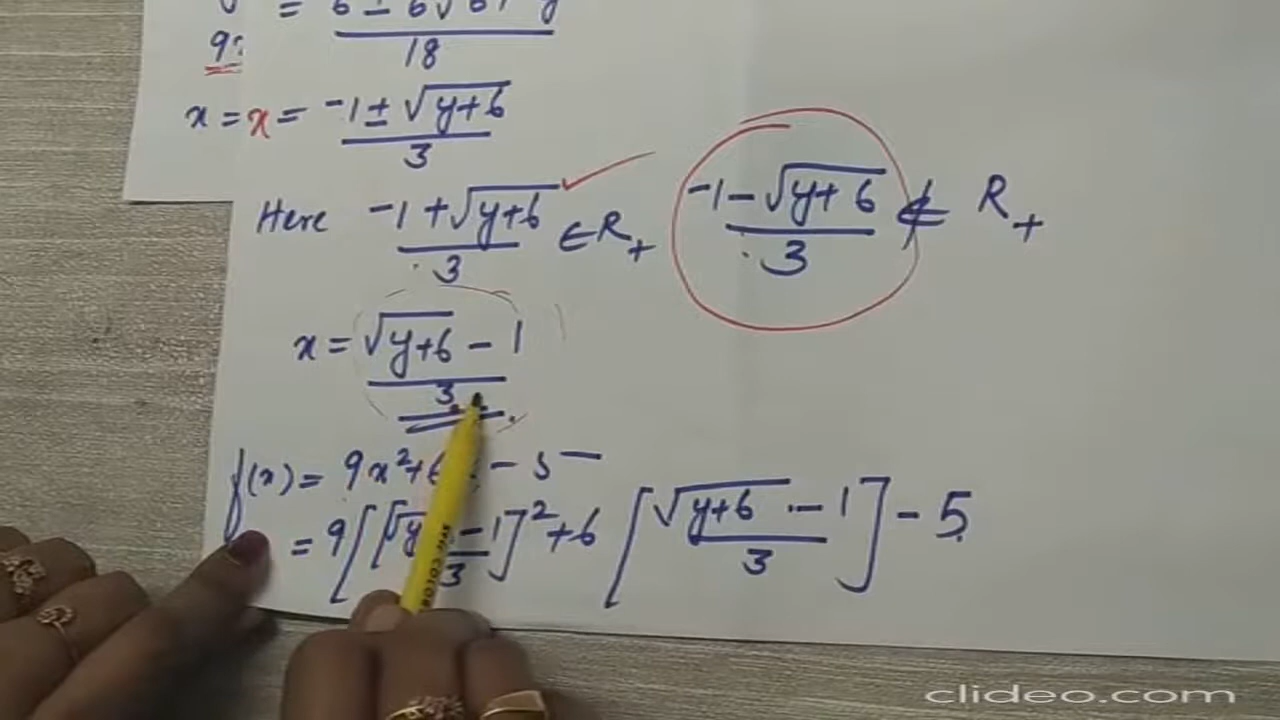 18
9
x = x = -1 ± √(y+6) / 3
Here -1 + √(y+6) / 3 ∈ R₊ -1 - √(y+6) / 3 ∉ R₊
x = √(y+6) - 1 / 3
f(x) = 9x² + 6 - 5
= 9[√y - 1 / 3]² + 6 [√(y+6) - 1 / 3] - 5
clideo.com